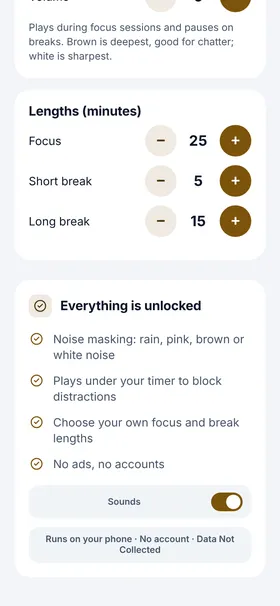 Plays during focus sessions and pauses on
breaks. Brown is deepest, good for chatter;
white is sharpest.
Lengths (minutes)
Focus − 25 +
Short break − 5 +
Long break − 15 +
Everything is unlocked
Noise masking: rain, pink, brown or
white noise
Plays under your timer to block
distractions
Choose your own focus and break
lengths
No ads, no accounts
Sounds
Runs on your phone · No account · Data Not
Collected